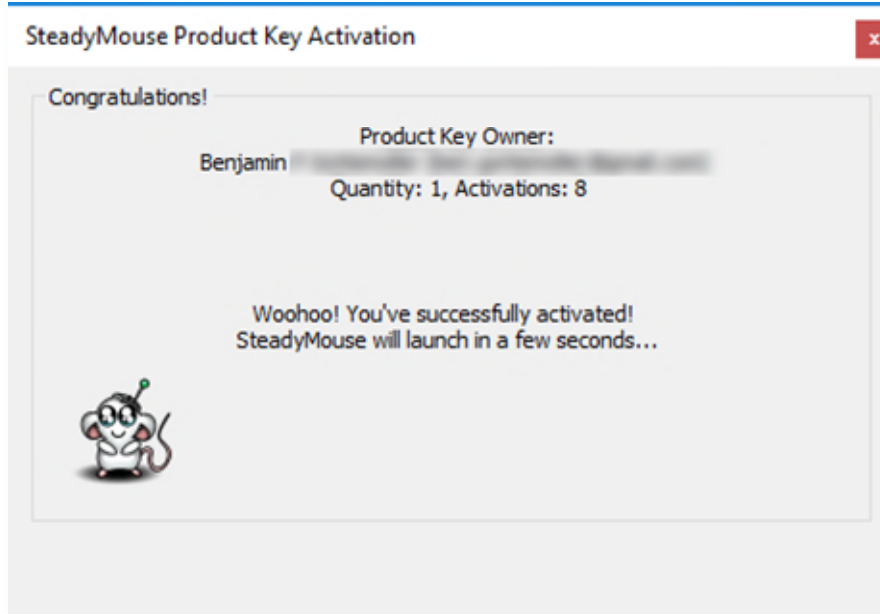 SteadyMouse Product Key Activation
x
Congratulations!
Product Key Owner:
Benjamin
Quantity: 1, Activations: 8
Woohoo! You've successfully activated!
SteadyMouse will launch in a few seconds...